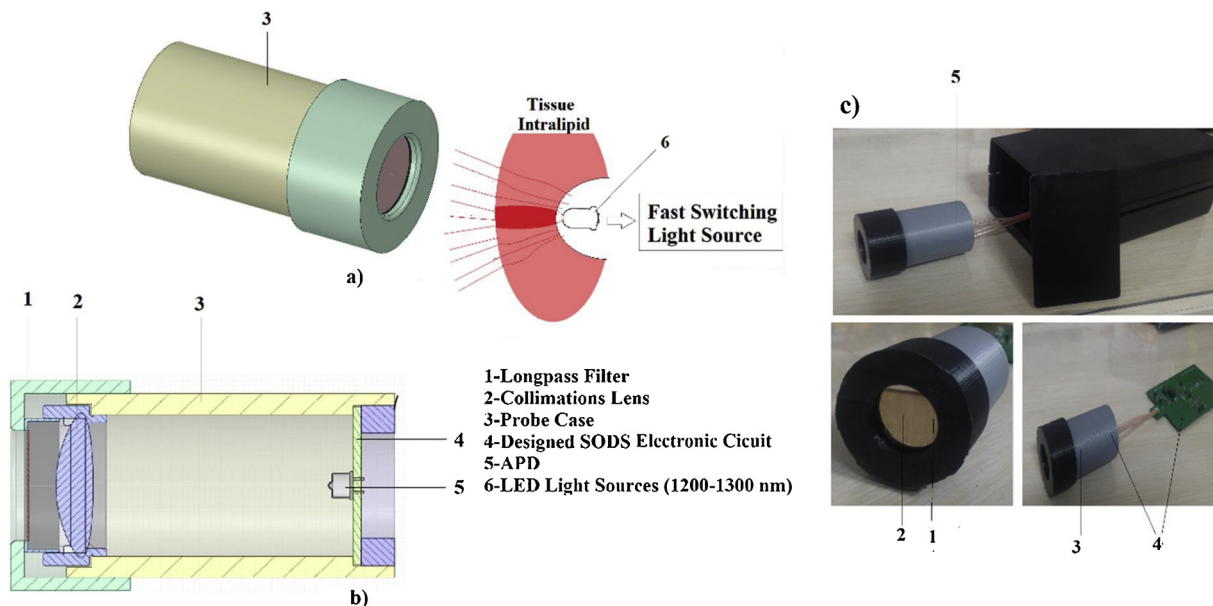 3
a)
Tissue
Intralipid
6
Fast Switching
Light Source
1
2
3
4
5
b)
1-Longpass Filter
2-Collimations Lens
3-Probe Case
4-Designed SODS Electronic Cicuit
5-APD
6-LED Light Sources (1200-1300 nm)
c)
5
2
1
3
4